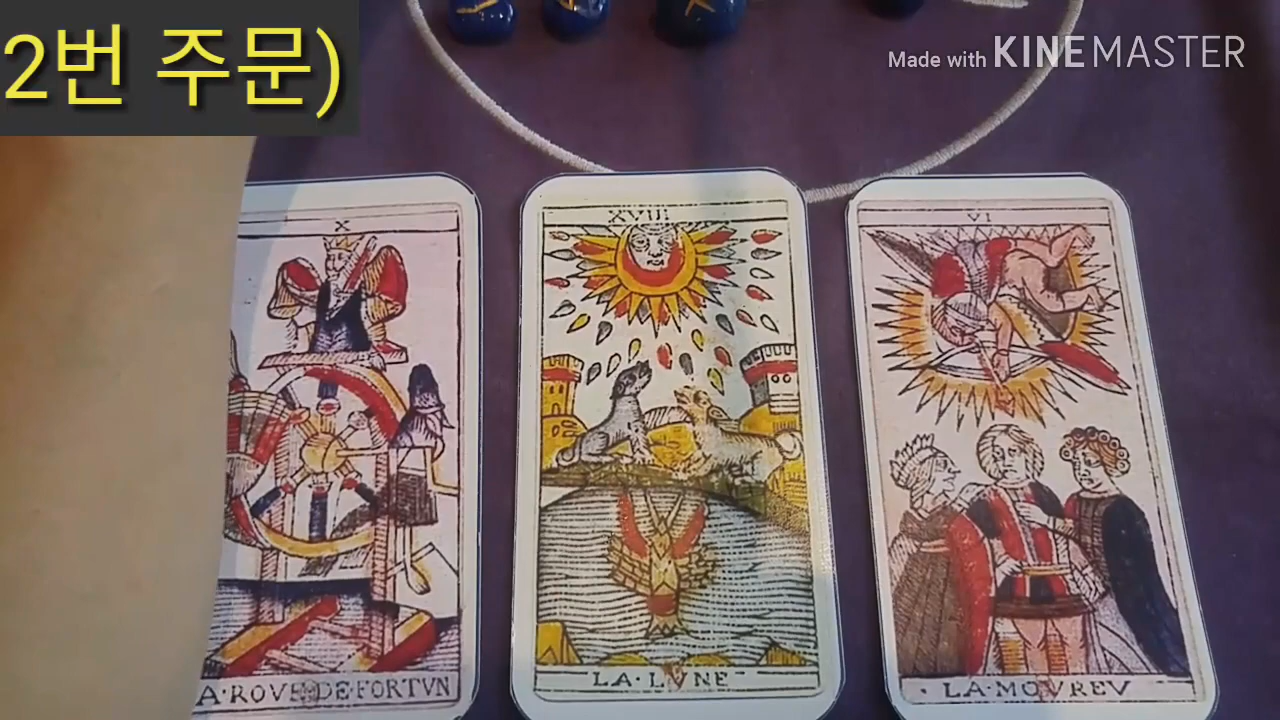 2번 주문)
Made with KINEMASTER
X
XVIII
VI
A·ROVE·DE·FORTVN
LA·LVNE
·LA·MOVREV